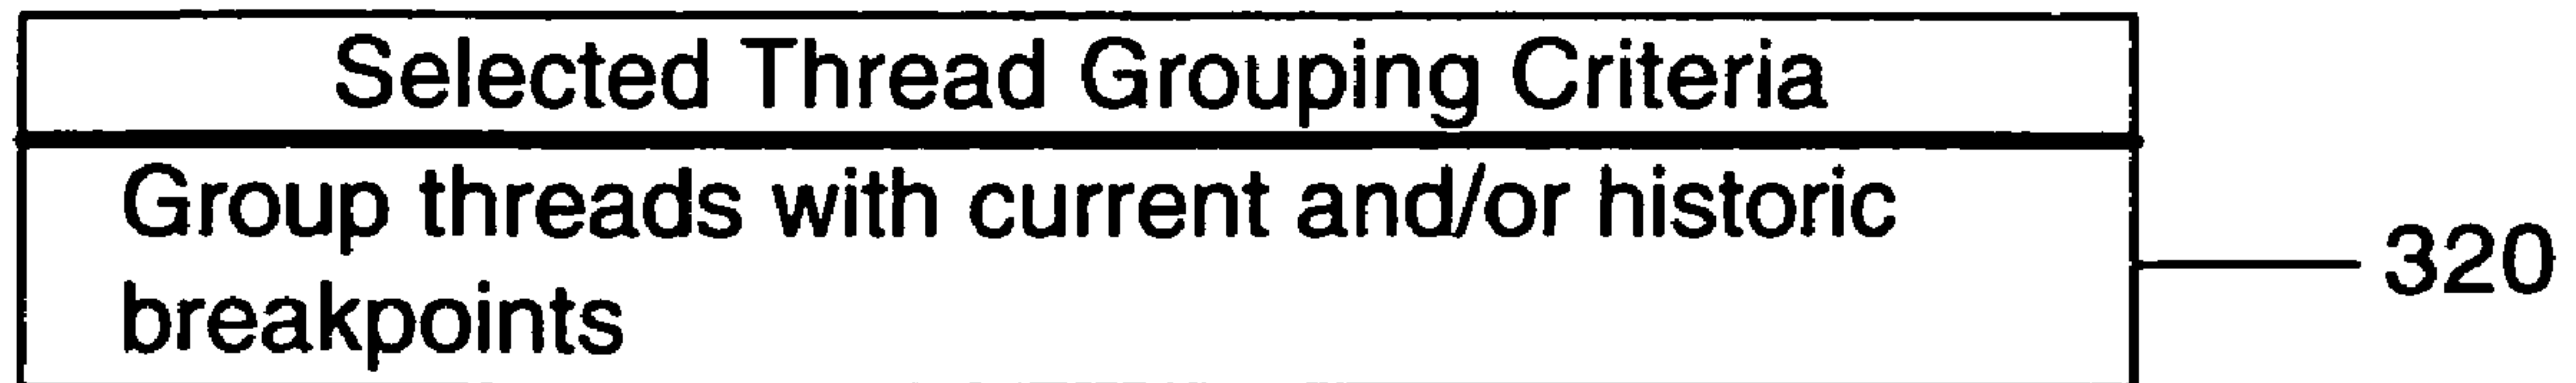 Selected Thread Grouping Criteria
Group threads with current and/or historic
breakpoints
320